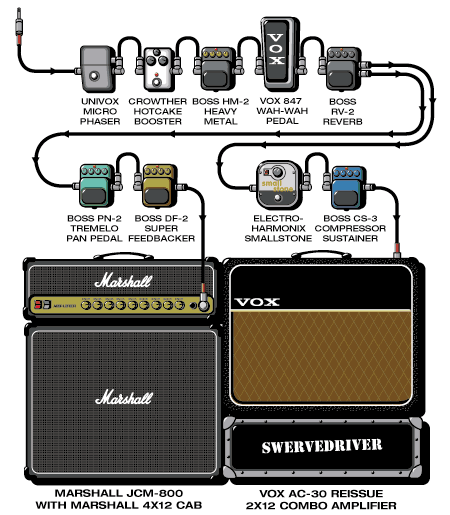 VOX
UNIVOX
MICRO
PHASER
CROWTHER
HOTCAKE
BOOSTER
BOSS HM-2
HEAVY
METAL
VOX 847
WAH-WAH
PEDAL
BOSS
RV-2
REVERB
small
stone
BOSS PN-2
TREMELO
PAN PEDAL
BOSS DF-2
SUPER
FEEDBACKER
ELECTRO-
HARMONIX
SMALLSTONE
BOSS CS-3
COMPRESSOR
SUSTAINER
Marshall
VOX
Marshall
SWERVEDRIVER
MARSHALL JCM-800
WITH MARSHALL 4X12 CAB
VOX AC-30 REISSUE
2X12 COMBO AMPLIFIER